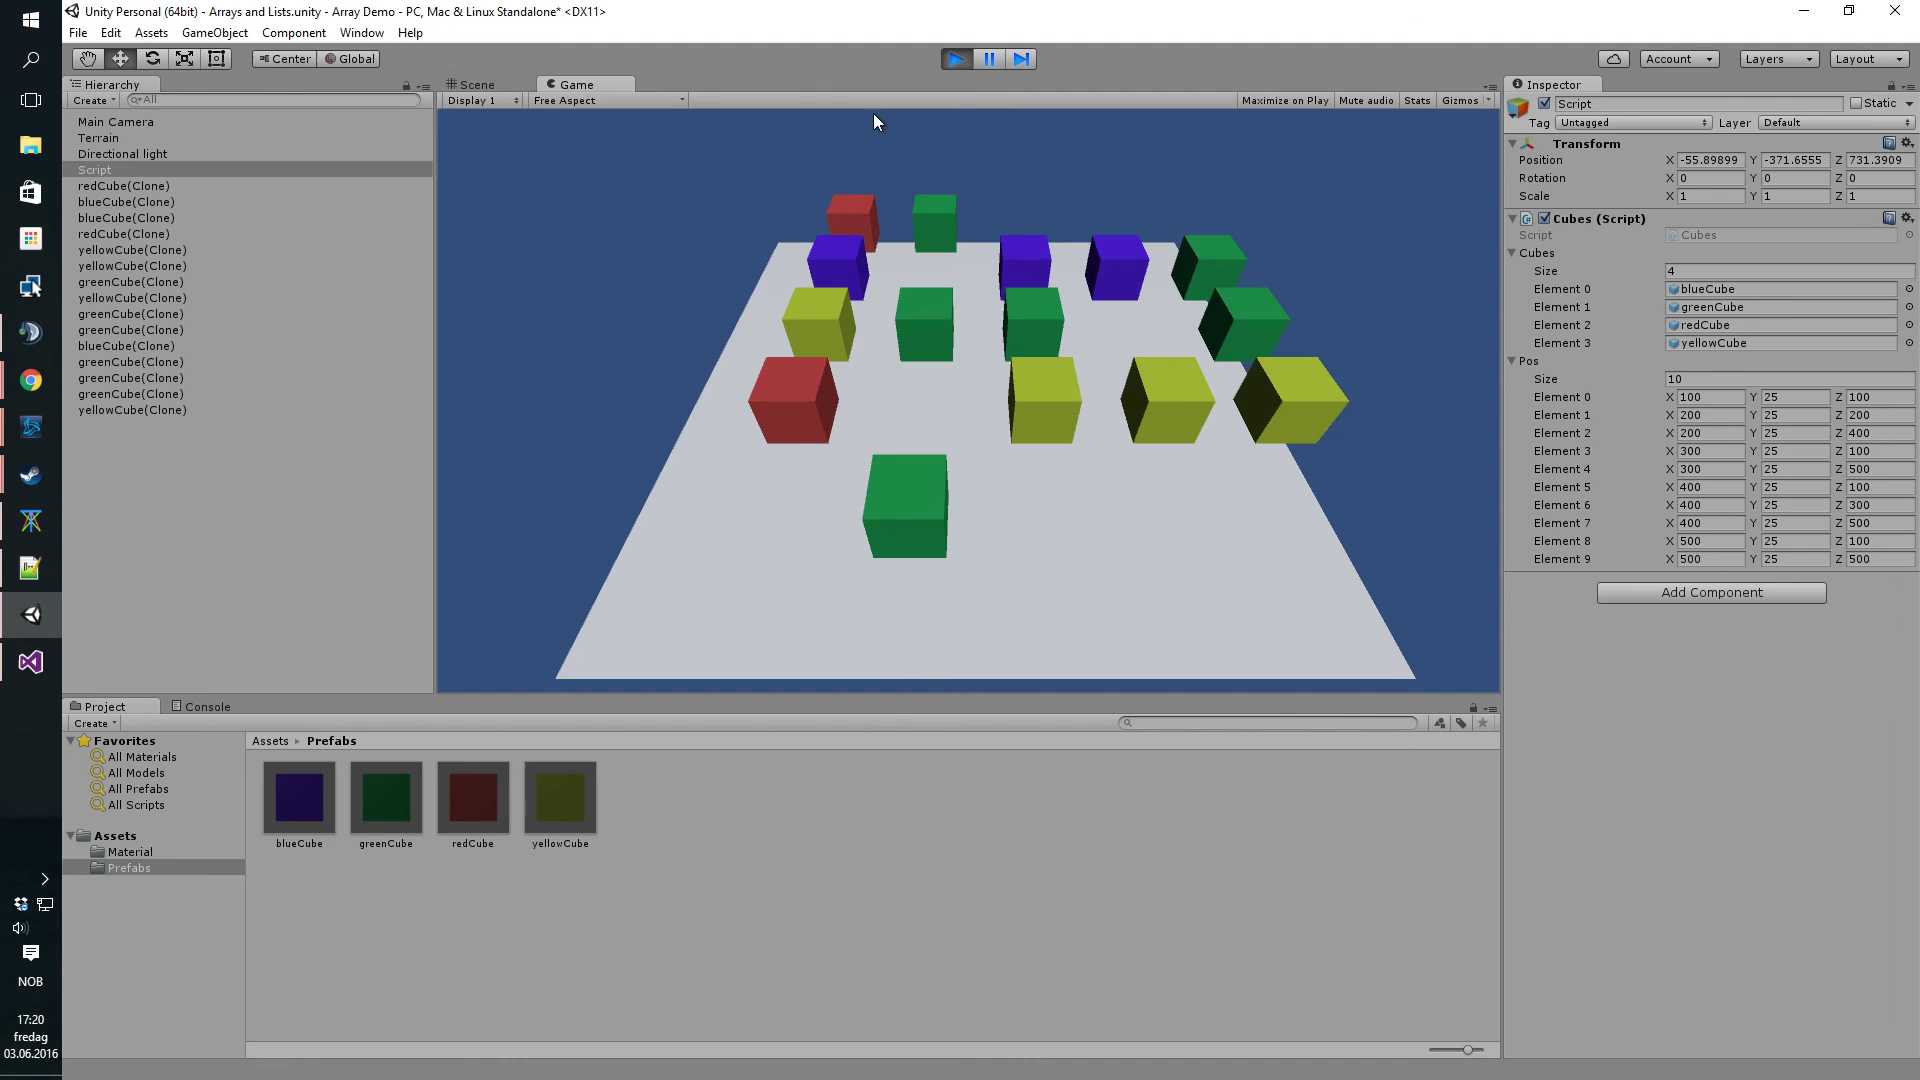 Unity Personal (64bit) - Arrays and Lists.unity - Array Demo - PC, Mac & Linux Standalone* <DX11>
File Edit Assets GameObject Component Window Help
Center Global Account Layers Layout
Hierarchy
Create All
Main Camera
Terrain
Directional light
Script
redCube(Clone)
blueCube(Clone)
blueCube(Clone)
redCube(Clone)
yellowCube(Clone)
yellowCube(Clone)
greenCube(Clone)
yellowCube(Clone)
greenCube(Clone)
greenCube(Clone)
blueCube(Clone)
greenCube(Clone)
greenCube(Clone)
greenCube(Clone)
yellowCube(Clone)
Scene Game
Display 1 Free Aspect Maximize on Play Mute audio Stats Gizmos
Inspector
Script Static
Tag Untagged Layer Default
Transform
Position X -55.89899 Y -371.6555 Z 731.3909
Rotation X 0 Y 0 Z 0
Scale X 1 Y 1 Z 1
Cubes (Script)
Script Cubes
Cubes
Size 4
Element 0 blueCube
Element 1 greenCube
Element 2 redCube
Element 3 yellowCube
Pos
Size 10
Element 0 X 100 Y 25 Z 100
Element 1 X 200 Y 25 Z 200
Element 2 X 200 Y 25 Z 400
Element 3 X 300 Y 25 Z 100
Element 4 X 300 Y 25 Z 500
Element 5 X 400 Y 25 Z 100
Element 6 X 400 Y 25 Z 300
Element 7 X 400 Y 25 Z 500
Element 8 X 500 Y 25 Z 100
Element 9 X 500 Y 25 Z 500
Add Component
Project Console
Create
Favorites
All Materials
All Models
All Prefabs
All Scripts
Assets
Material
Prefabs
Assets Prefabs
blueCube greenCube redCube yellowCube
NOB
17:20
fredag
03.06.2016